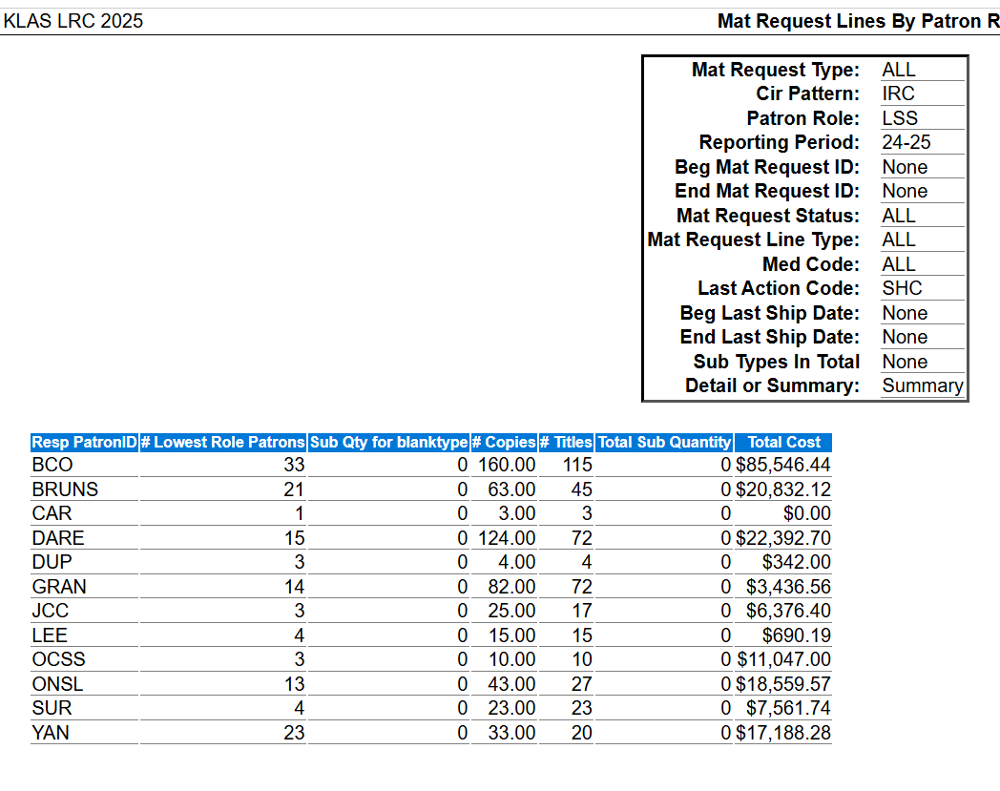 KLAS LRC 2025 Mat Request Lines By Patron R
Mat Request Type: ALL
Cir Pattern: IRC
Patron Role: LSS
Reporting Period: 24-25
Beg Mat Request ID: None
End Mat Request ID: None
Mat Request Status: ALL
Mat Request Line Type: ALL
Med Code: ALL
Last Action Code: SHC
Beg Last Ship Date: None
End Last Ship Date: None
Sub Types In Total None
Detail or Summary: Summary
Resp PatronID # Lowest Role Patrons Sub Qty for blanktype # Copies # Titles Total Sub Quantity Total Cost
BCO 33 0 160.00 115 0 $85,546.44
BRUNS 21 0 63.00 45 0 $20,832.12
CAR 1 0 3.00 3 0 $0.00
DARE 15 0 124.00 72 0 $22,392.70
DUP 3 0 4.00 4 0 $342.00
GRAN 14 0 82.00 72 0 $3,436.56
JCC 3 0 25.00 17 0 $6,376.40
LEE 4 0 15.00 15 0 $690.19
OCSS 3 0 10.00 10 0 $11,047.00
ONSL 13 0 43.00 27 0 $18,559.57
SUR 4 0 23.00 23 0 $7,561.74
YAN 23 0 33.00 20 0 $17,188.28